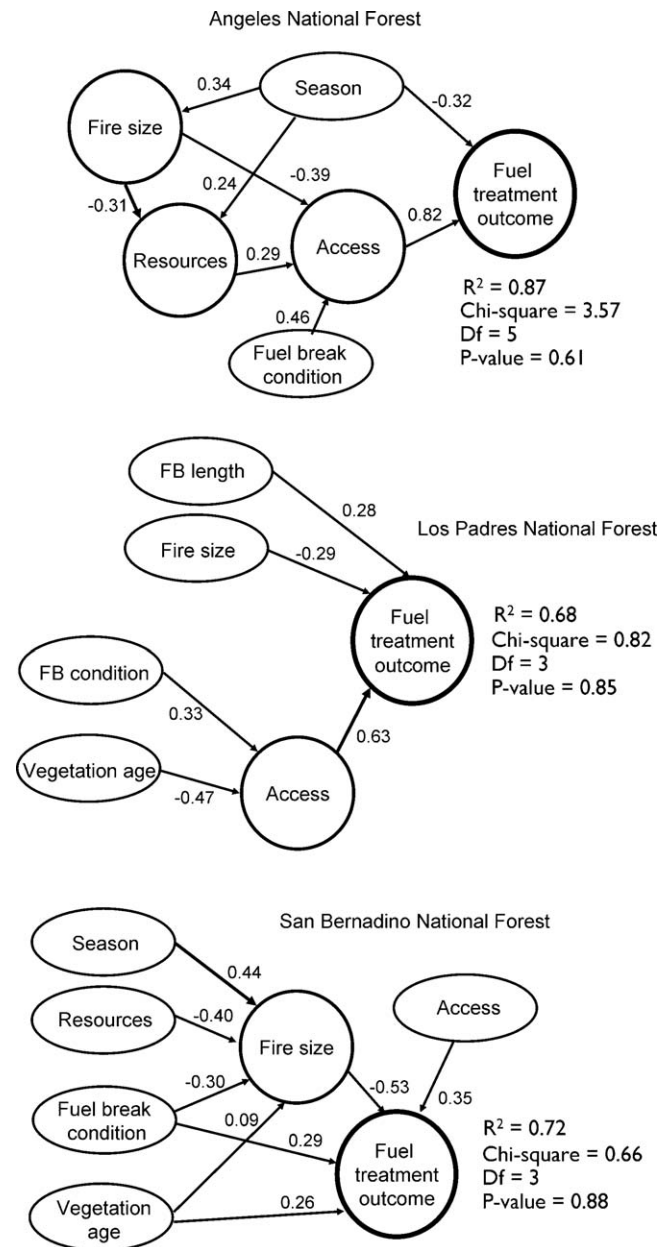 Angeles National Forest
0.34
Season
-0.32
Fire size
Fuel
treatment
outcome
-0.39
0.24
-0.31
0.82
Resources
0.29
Access
R² = 0.87
Chi-square = 3.57
Df = 5
P-value = 0.61
0.46
Fuel break
condition
FB length
0.28
Los Padres National Forest
Fire size
-0.29
Fuel
treatment
outcome
R² = 0.68
Chi-square = 0.82
Df = 3
P-value = 0.85
FB condition
0.33
0.63
Vegetation age
-0.47
Access
San Bernadino National Forest
Season
0.44
Resources
-0.40
Fire size
Access
-0.30
-0.53
0.35
Fuel break
condition
0.09
0.29
Fuel
treatment
outcome
R² = 0.72
Chi-square = 0.66
Df = 3
P-value = 0.88
Vegetation
age
0.26